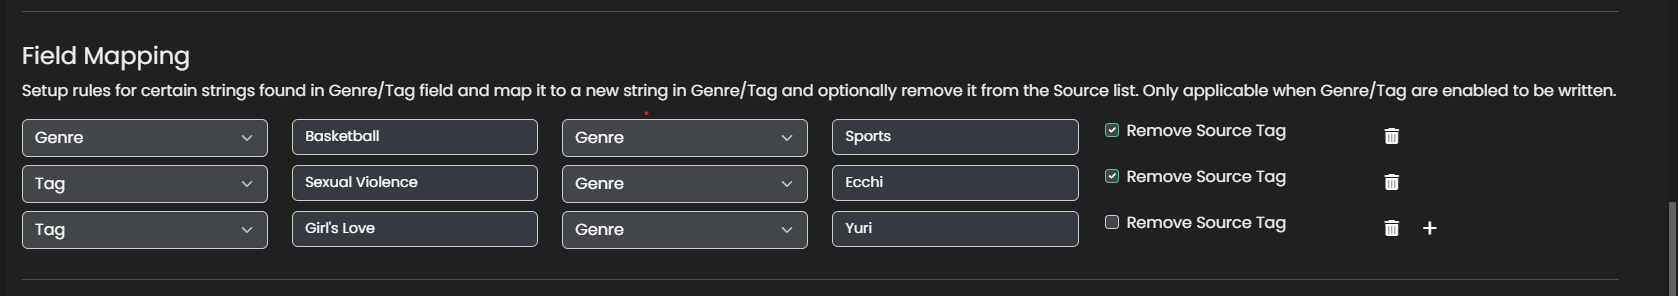 Field Mapping
Setup rules for certain strings found in Genre/Tag field and map it to a new string in Genre/Tag and optionally remove it from the Source list. Only applicable when Genre/Tag are enabled to be written.
Genre Basketball Genre Sports Remove Source Tag
Tag Sexual Violence Genre Ecchi Remove Source Tag
Tag Girl's Love Genre Yuri Remove Source Tag